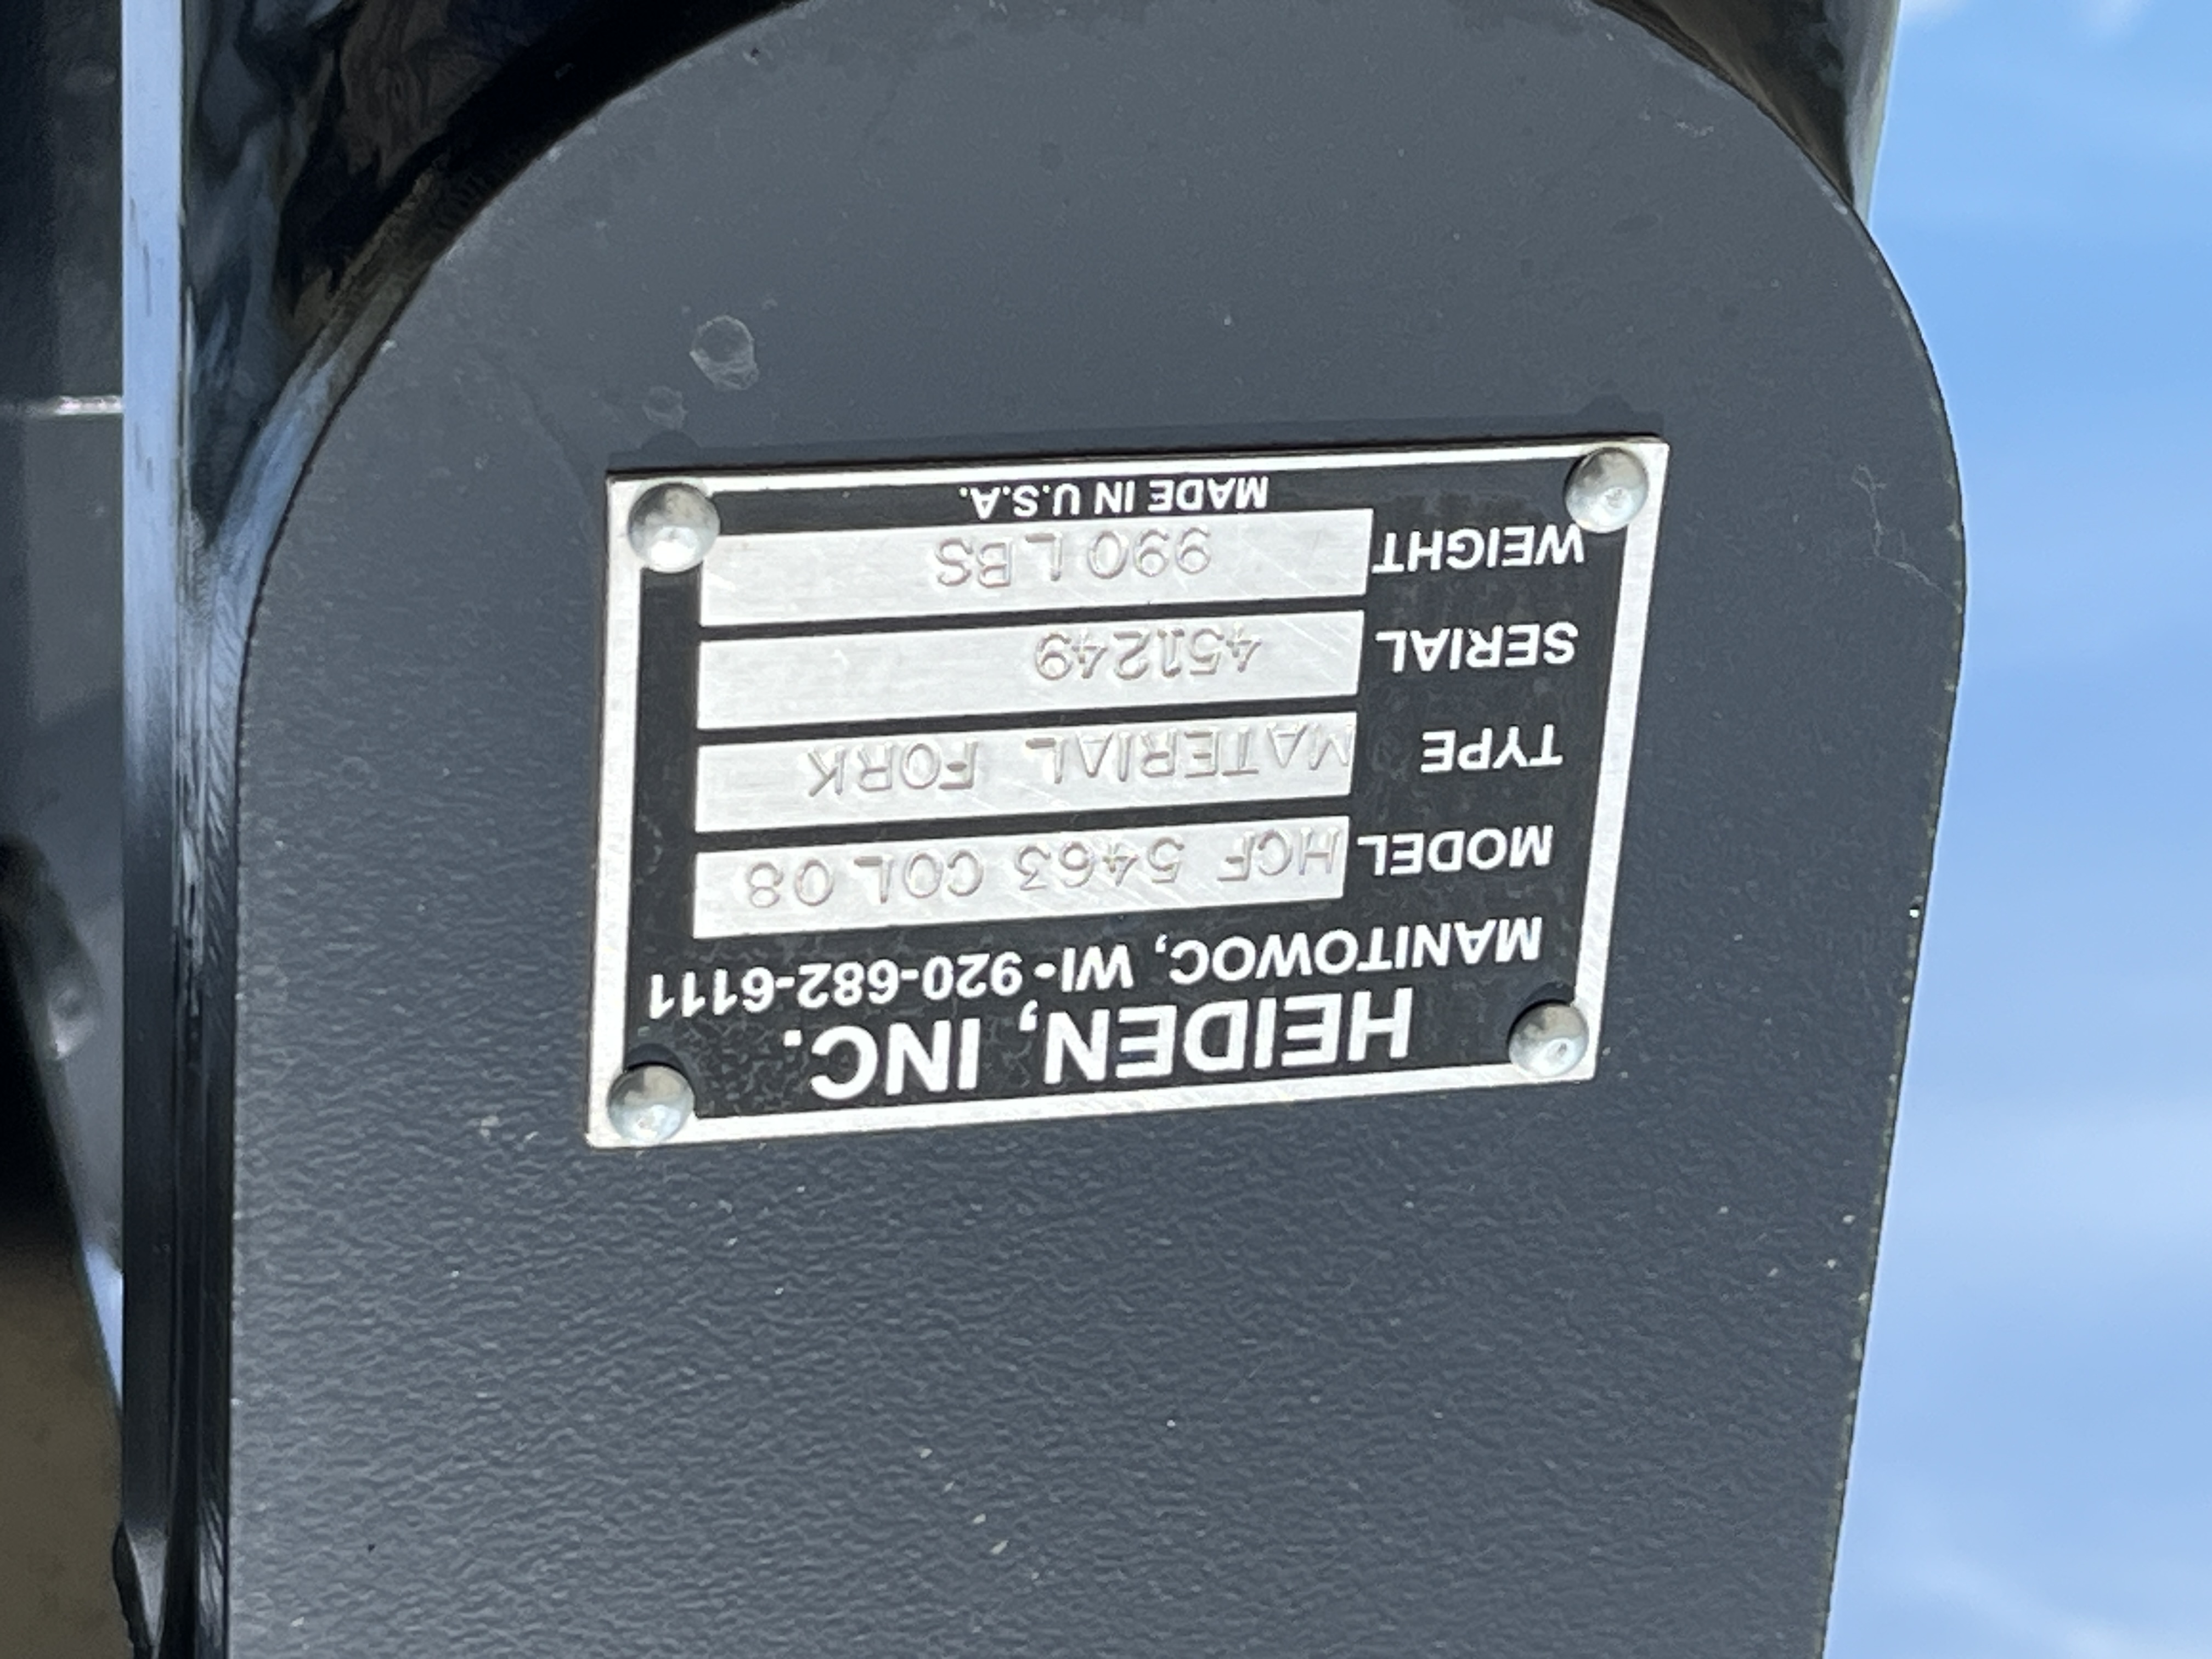 HEIDEN, INC.
MANITOWOC, WI • 920-682-6111
MODEL HCF 5463 COL 08
TYPE MATERIAL FORK
SERIAL 451249
WEIGHT 990 LBS
MADE IN U.S.A.